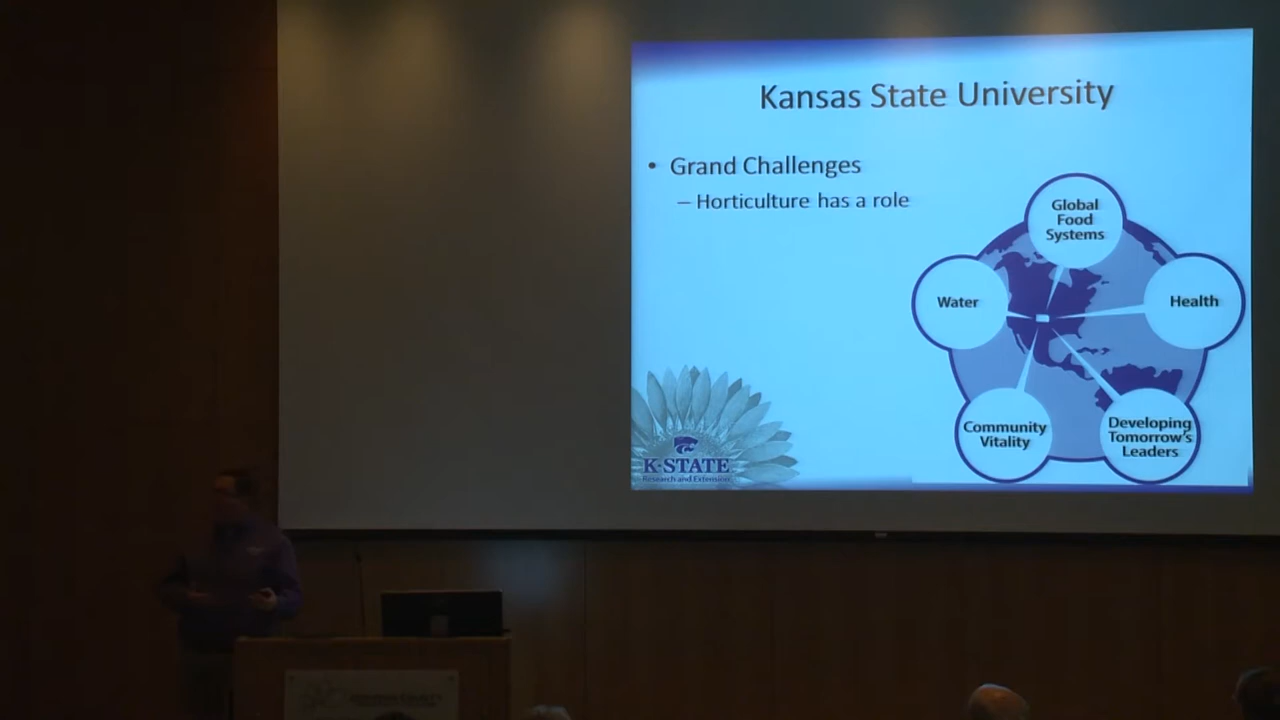 Kansas State University
• Grand Challenges
– Horticulture has a role
Global
Food
Systems
Water
Health
Community
Vitality
Developing
Tomorrow's
Leaders
K-STATE
Research and Extension